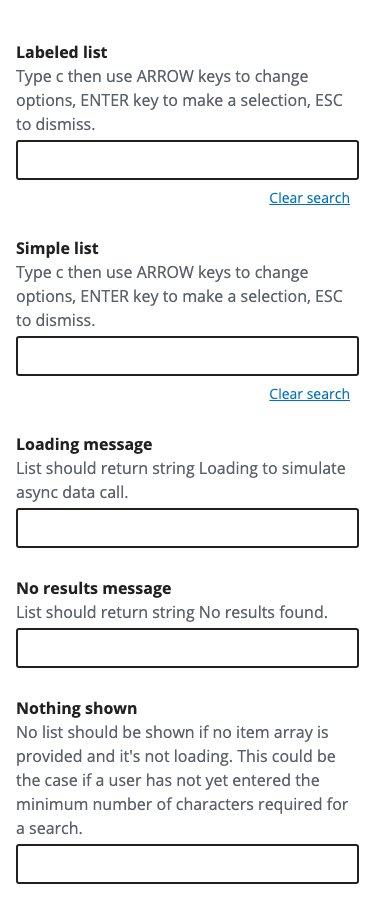 Labeled list
Type c then use ARROW keys to change
options, ENTER key to make a selection, ESC
to dismiss.
Clear search
Simple list
Type c then use ARROW keys to change
options, ENTER key to make a selection, ESC
to dismiss.
Clear search
Loading message
List should return string Loading to simulate
async data call.
No results message
List should return string No results found.
Nothing shown
No list should be shown if no item array is
provided and it's not loading. This could be
the case if a user has not yet entered the
minimum number of characters required for
a search.